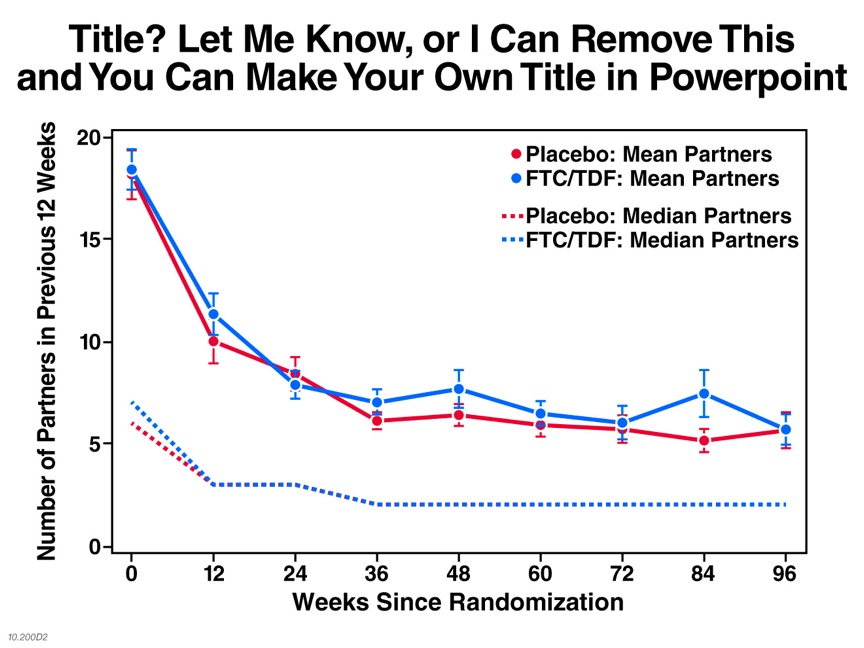 Title? Let Me Know, or I Can Remove This
and You Can Make Your Own Title in Powerpoint
Number of Partners in Previous 12 Weeks
20
15
10
5
0
Placebo: Mean Partners
FTC/TDF: Mean Partners
Placebo: Median Partners
FTC/TDF: Median Partners
0 12 24 36 48 60 72 84 96
Weeks Since Randomization
10.200D2